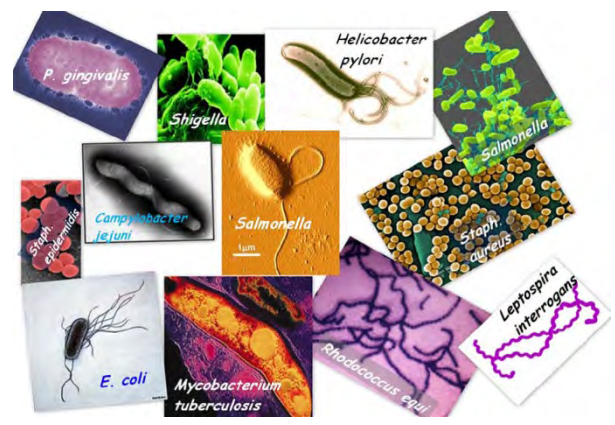 P. gingivalis
Shigella
Helicobacter
pylori
Salmonella
Staph.
epidermidis
Campylobacter
jejuni
Salmonella
1μm
Staph.
aureus
E. coli
Mycobacterium
tuberculosis
Rhodococcus equi
Leptospira
interrogans